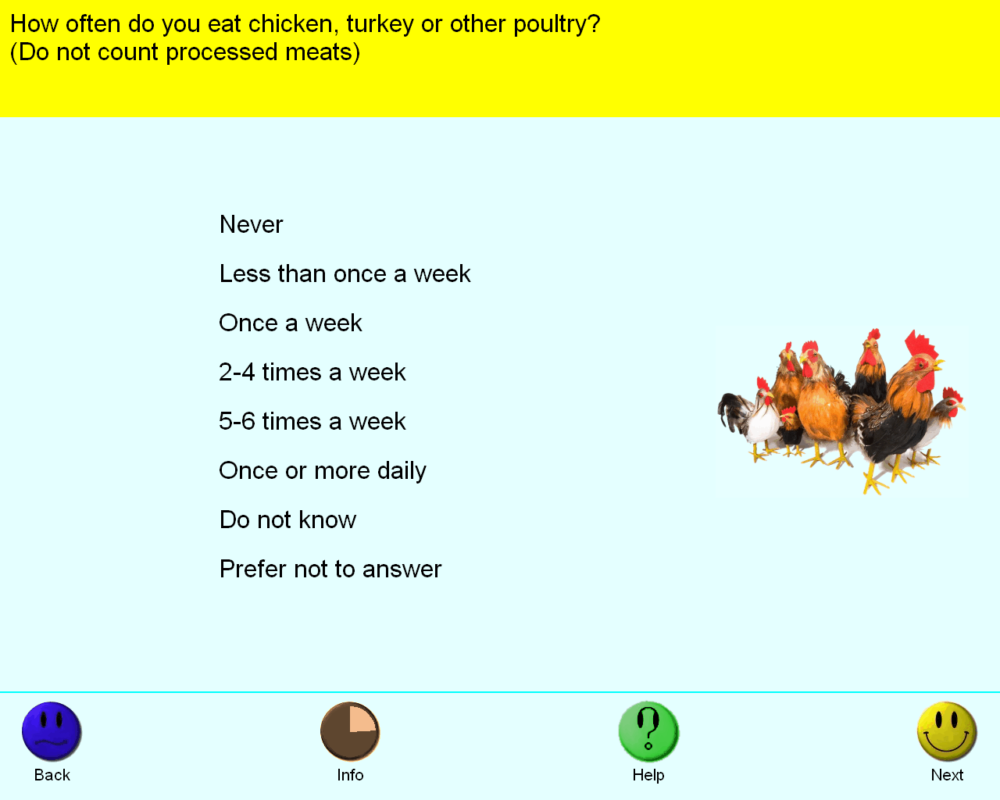 How often do you eat chicken, turkey or other poultry?
(Do not count processed meats)
Never
Less than once a week
Once a week
2-4 times a week
5-6 times a week
Once or more daily
Do not know
Prefer not to answer
Back
Info
Help
Next